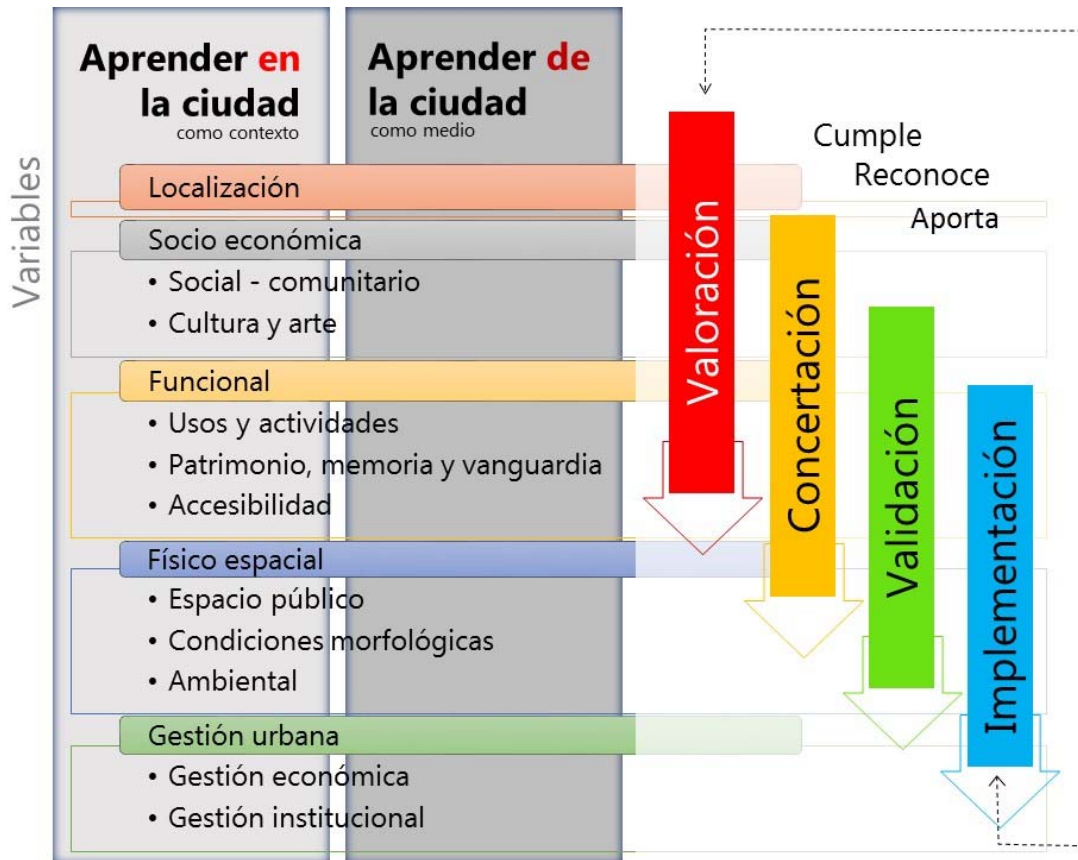 Variables
Aprender en
la ciudad
como contexto
Aprender de
la ciudad
como medio
Localización
Socio económica
• Social - comunitario
• Cultura y arte
Funcional
• Usos y actividades
• Patrimonio, memoria y vanguardia
• Accesibilidad
Físico espacial
• Espacio público
• Condiciones morfológicas
• Ambiental
Gestión urbana
• Gestión económica
• Gestión institucional
Cumple
Reconoce
Aporta
Valoración
Concertación
Validación
Implementación